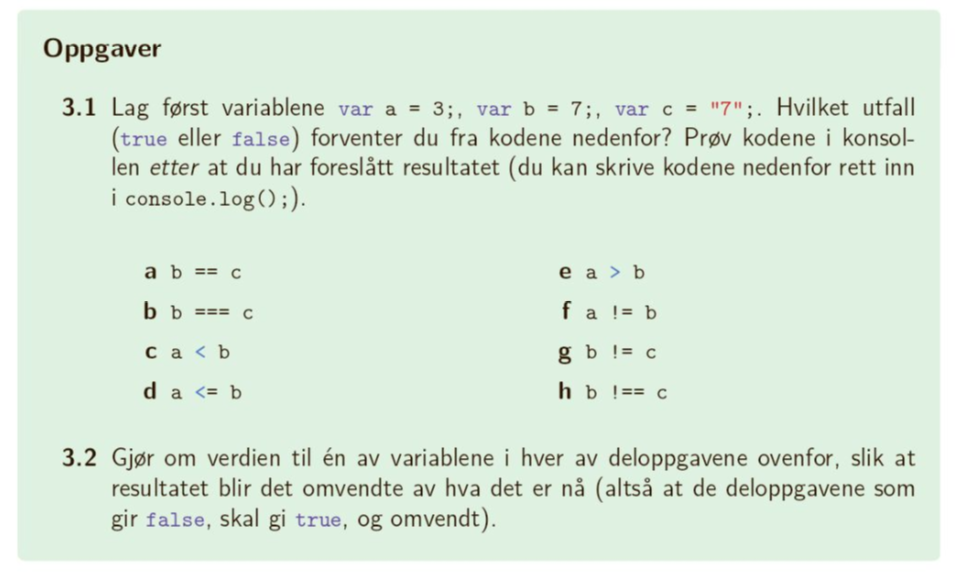 Oppgaver
3.1 Lag først variablene var a = 3;, var b = 7;, var c = "7";. Hvilket utfall
(true eller false) forventer du fra kodene nedenfor? Prøv kodene i konsol-
len etter at du har foreslått resultatet (du kan skrive kodene nedenfor rett inn
i console.log();).
a b == c
b b === c
c a < b
d a <= b
e a > b
f a != b
g b != c
h b !== c
3.2 Gjør om verdien til én av variablene i hver av deloppgavene ovenfor, slik at
resultatet blir det omvendte av hva det er nå (altså at de deloppgavene som
gir false, skal gi true, og omvendt).